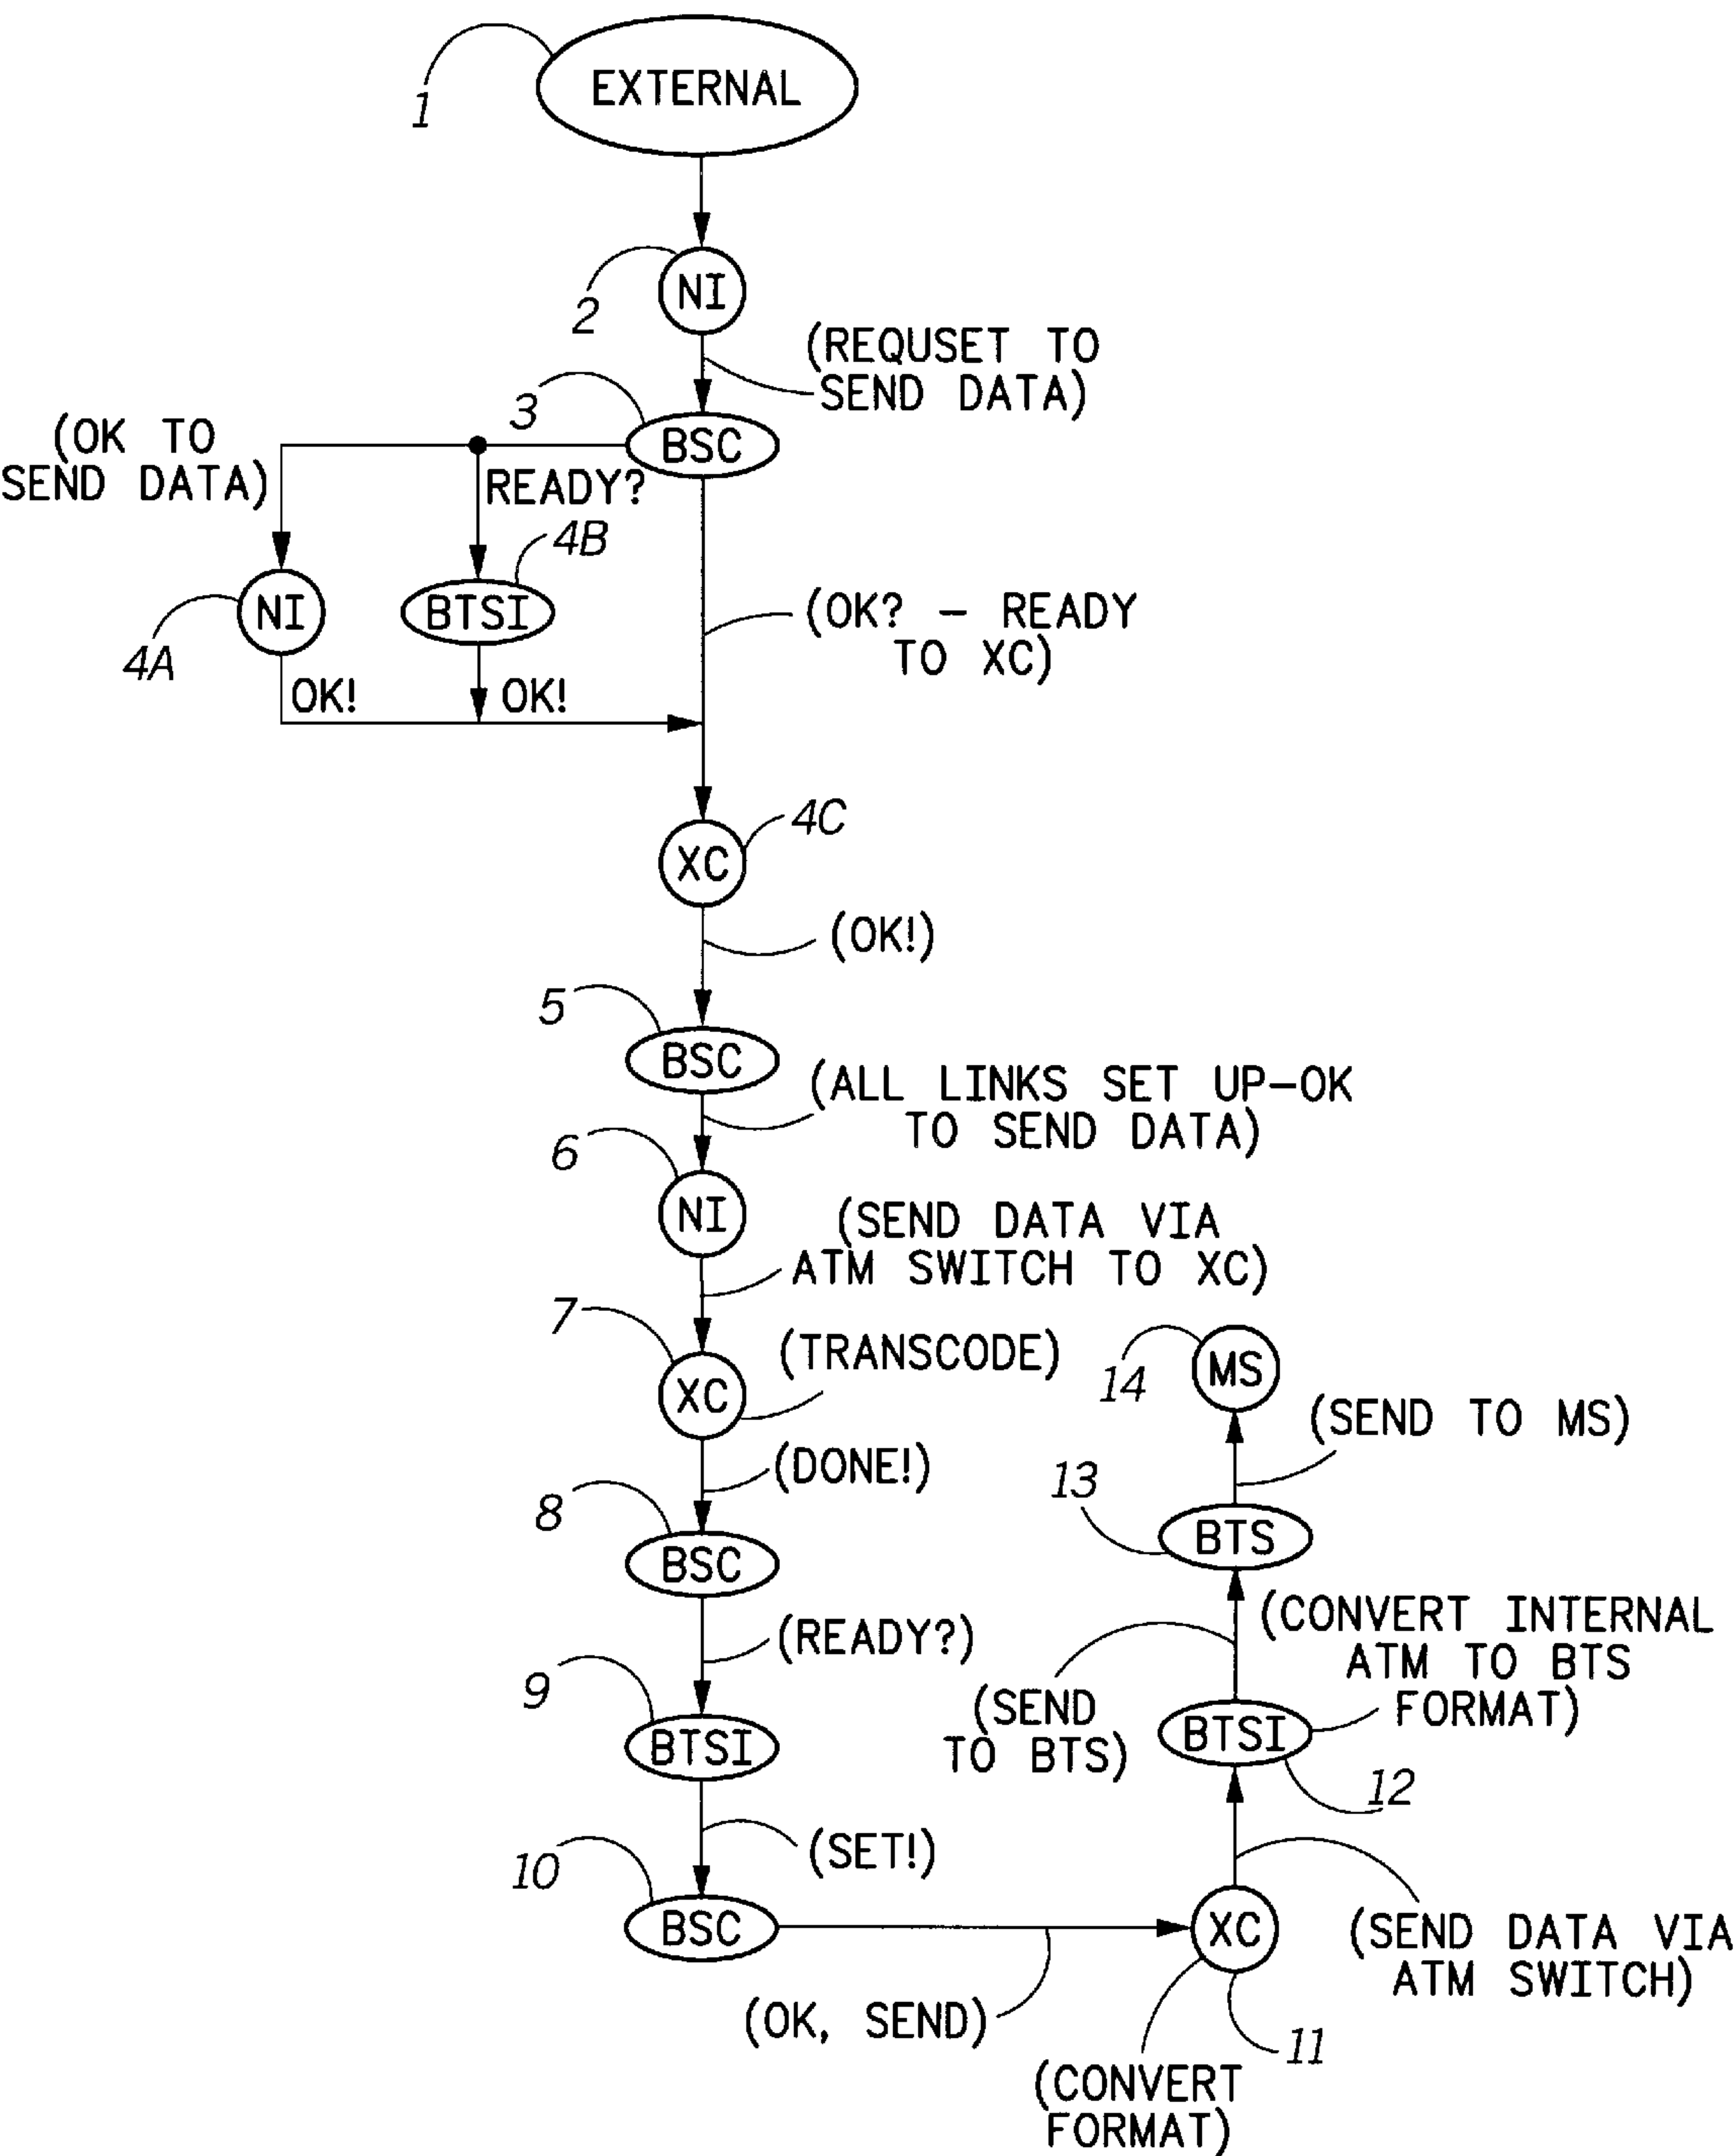 EXTERNAL
1
NI
2
(REQUSET TO
SEND DATA)
3
BSC
(OK TO
SEND DATA)
READY?
4B
NI
BTSI
4A
(OK? - READY
TO XC)
OK!
OK!
4C
XC
(OK!)
5
BSC
(ALL LINKS SET UP-OK
TO SEND DATA)
6
NI
(SEND DATA VIA
ATM SWITCH TO XC)
7
(TRANSCODE)
XC
(DONE!)
8
BSC
(READY?)
9
BTSI
(SET!)
10
BSC
(OK, SEND)
XC
11
(CONVERT
FORMAT)
(SEND DATA VIA
ATM SWITCH)
12
BTSI
(CONVERT INTERNAL
ATM TO BTS
FORMAT)
(SEND
TO BTS)
13
BTS
(SEND TO MS)
14
MS